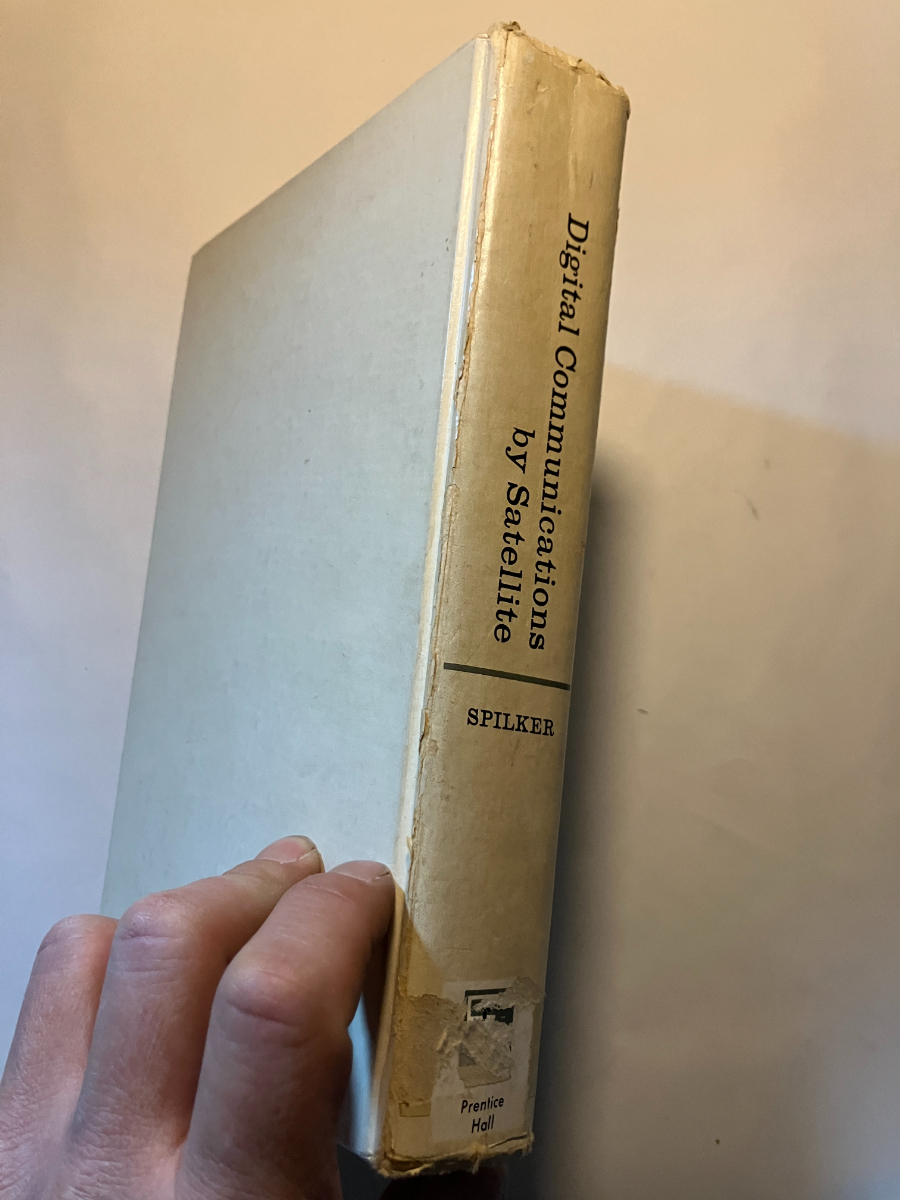 Digital Communications
by Satellite
SPILKER
Prentice
Hall